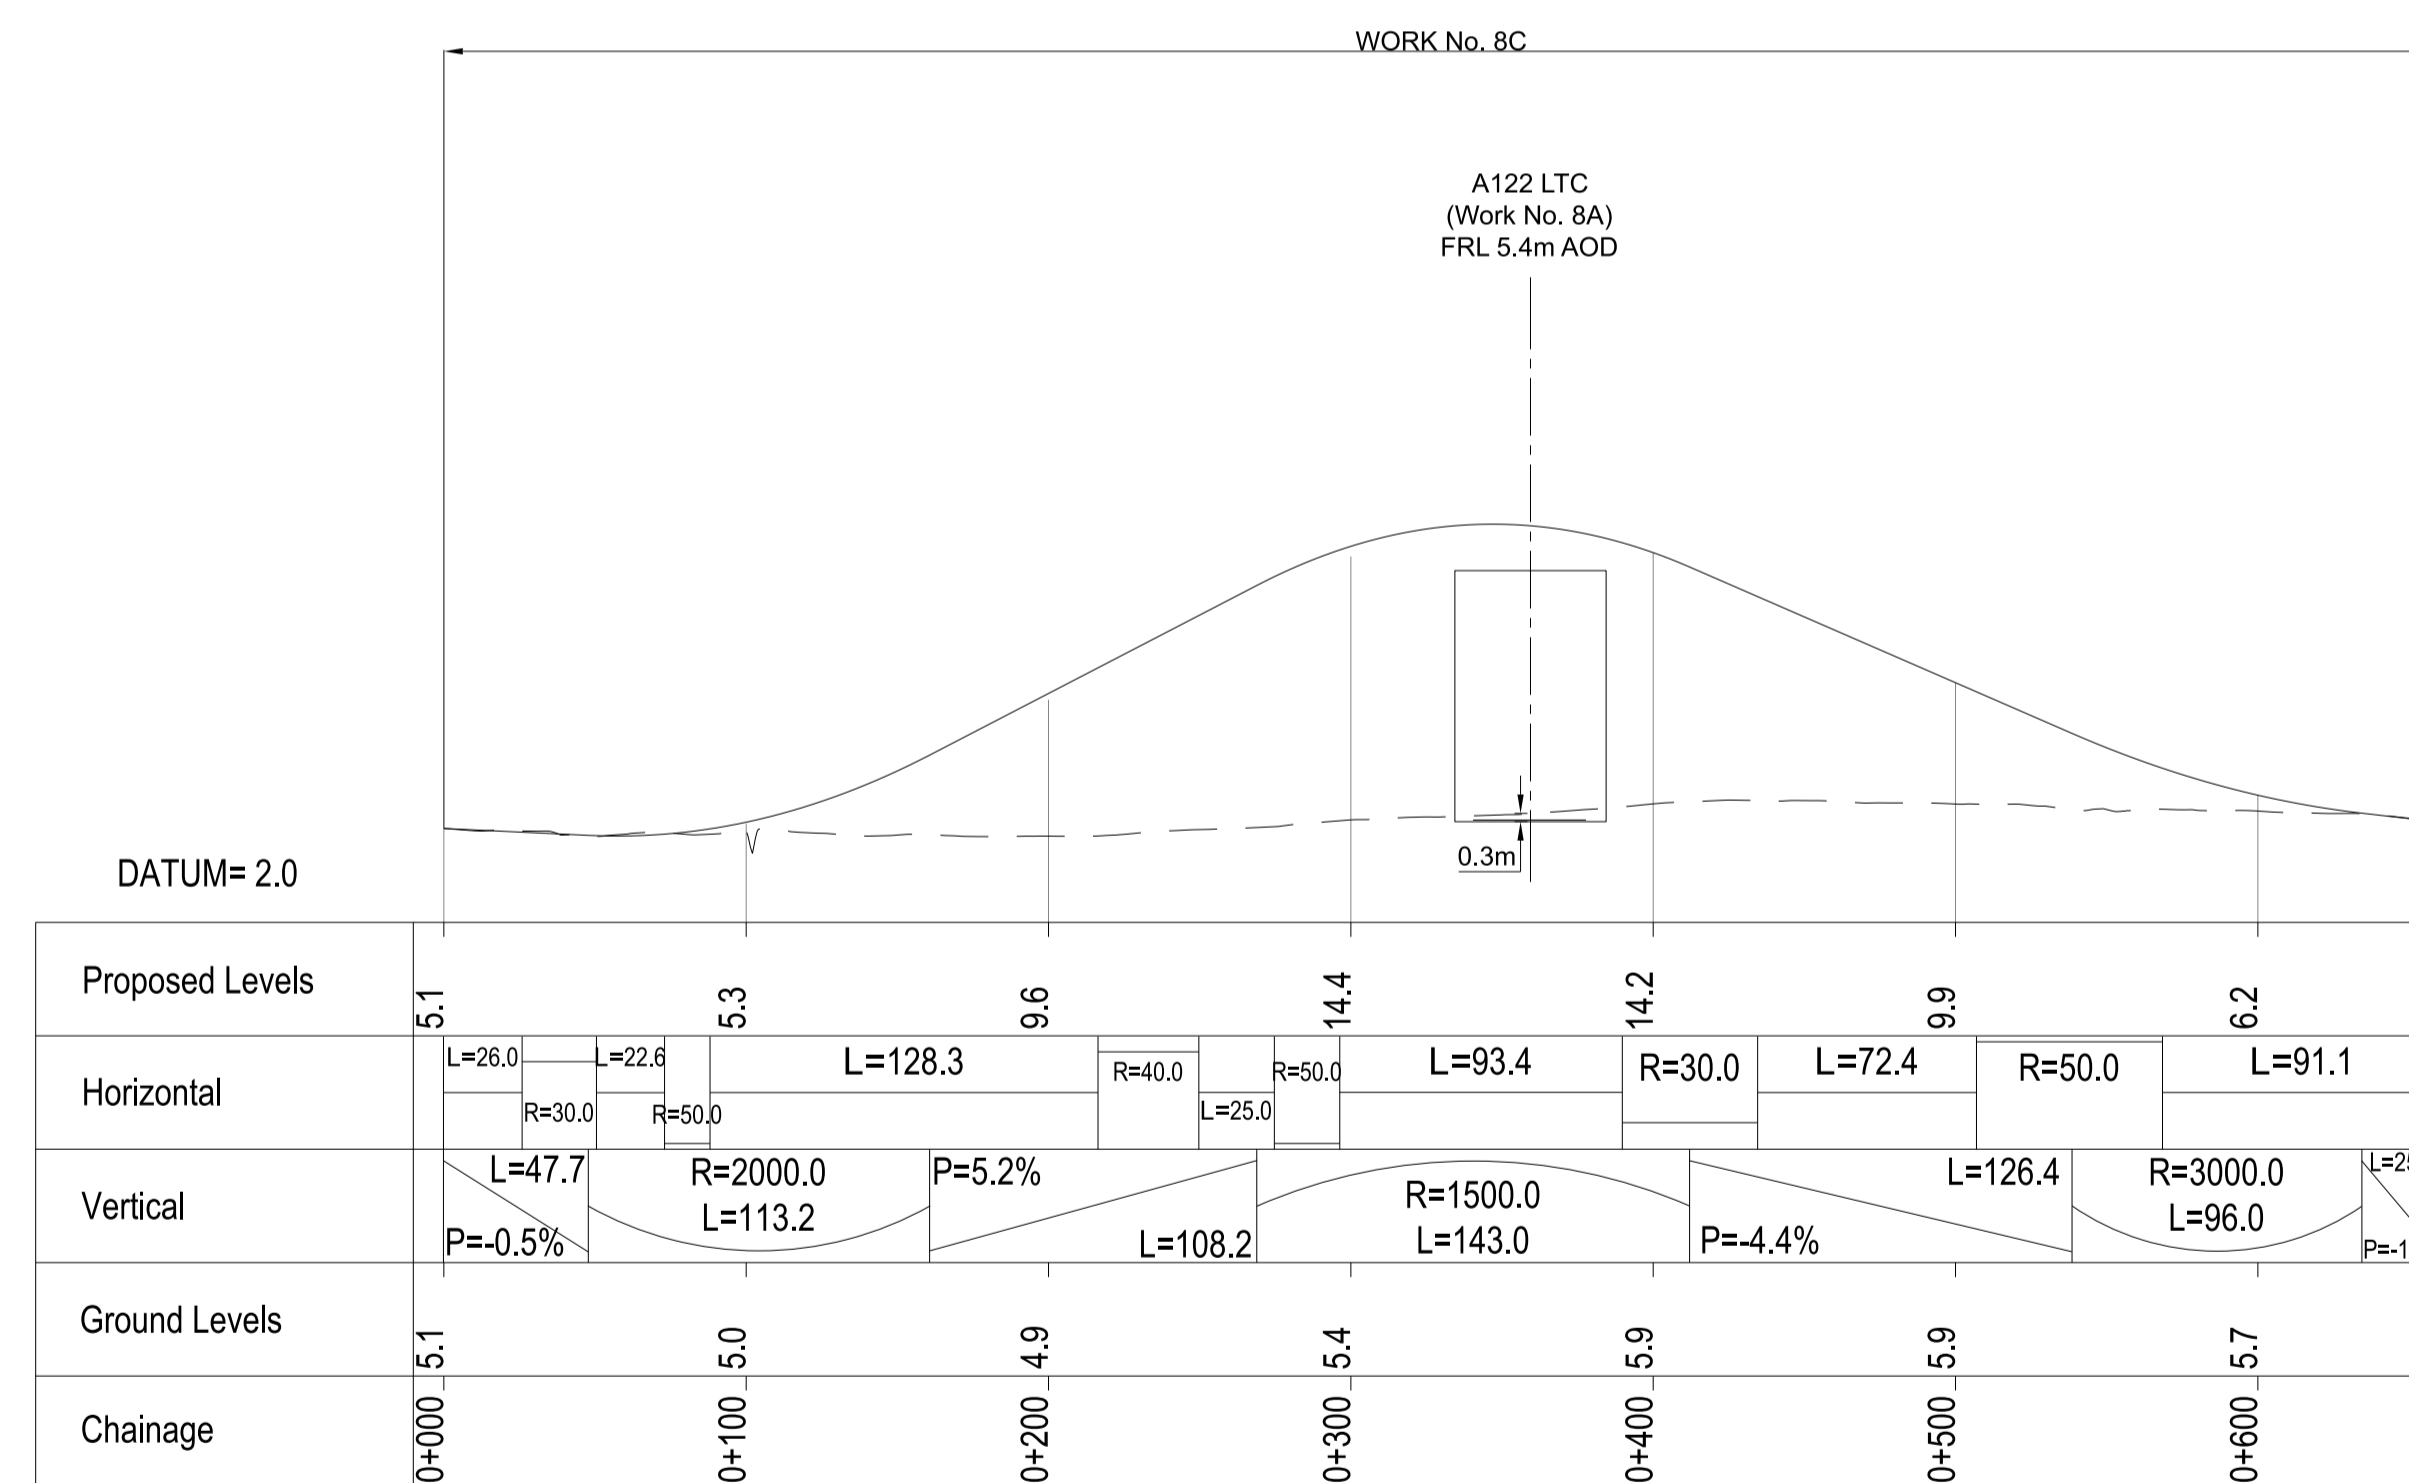 WORK No. 8C
A122 LTC
(Work No. 8A)
FRL 5.4m AOD
0.3m
DATUM= 2.0
Proposed Levels 5.1 5.3 9.6 14.4 14.2 9.9 6.2
Horizontal L=26.0 R=30.0 L=22.6 R=50.0 L=128.3 R=40.0 L=25.0 R=50.0 L=93.4 R=30.0 L=72.4 R=50.0 L=91.1
Vertical L=47.7 P=-0.5% R=2000.0 L=113.2 P=5.2% L=108.2 R=1500.0 L=143.0 P=-4.4% L=126.4 R=3000.0 L=96.0
Ground Levels 5.1 5.0 4.9 5.4 5.9 5.9 5.7
Chainage 0+000 0+100 0+200 0+300 0+400 0+500 0+600